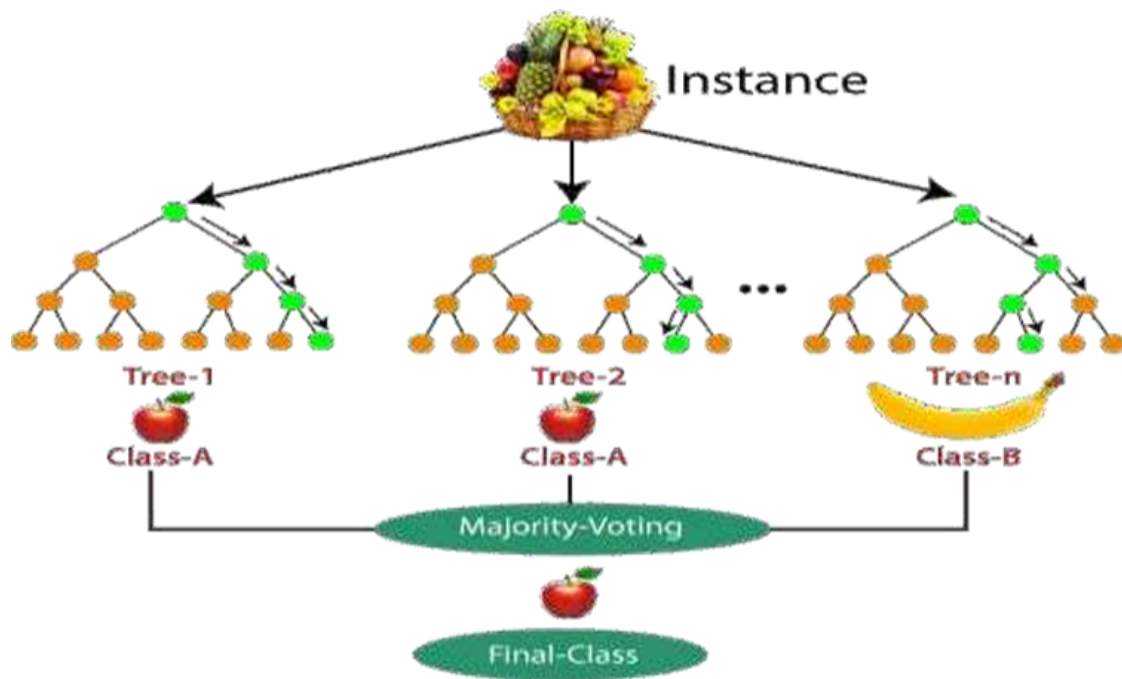 Instance
Tree-1
Tree-2
Tree-n
Class-A
Class-A
Class-B
Majority-Voting
Final-Class